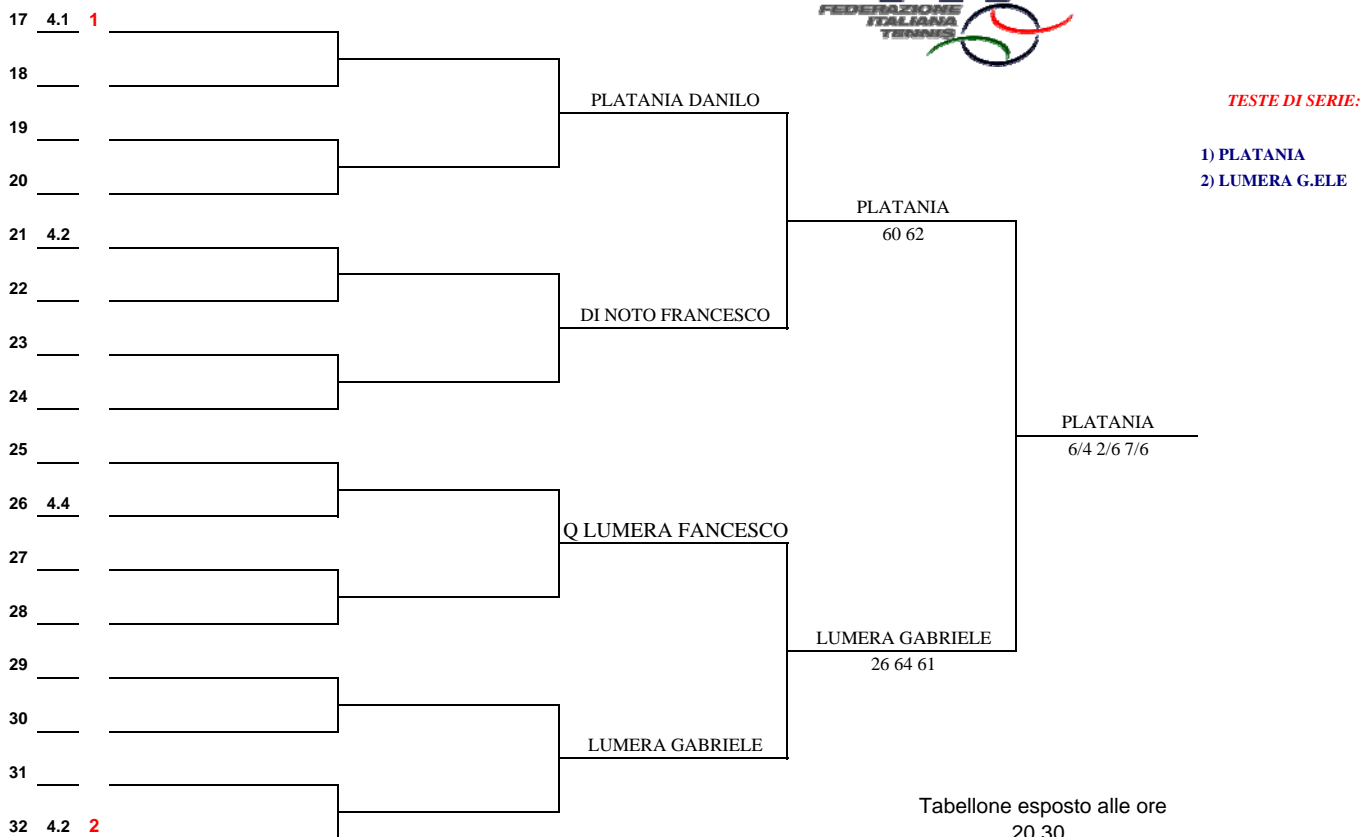 FEDERAZIONE
ITALIANA
TENNIS
17 4.1 1
18
PLATANIA DANILO
TESTE DI SERIE:
19
1) PLATANIA
20
2) LUMERA G.ELE
PLATANIA
21 4.2
60 62
22
DI NOTO FRANCESCO
23
24
PLATANIA
25
6/4 2/6 7/6
26 4.4
Q LUMERA FANCESCO
27
28
LUMERA GABRIELE
29
26 64 61
30
LUMERA GABRIELE
31
Tabellone esposto alle ore
32 4.2 2
20.30